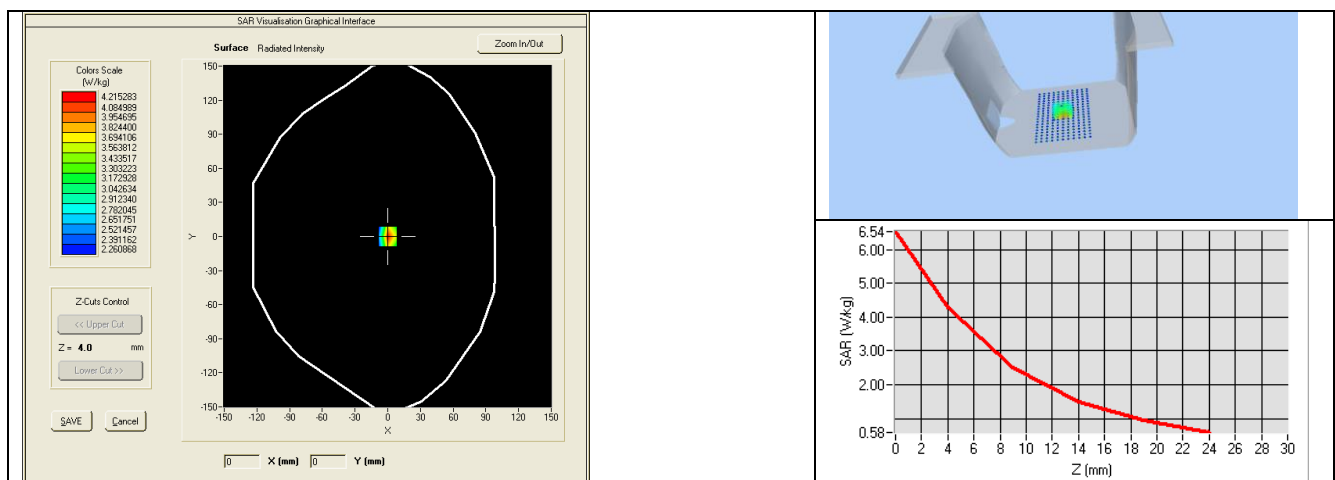 SAR Visualisation Graphical Interface
Surface Radiated Intensity
Zoom In/Out
Colors Scale
(W/kg)
4.215283
4.084989
3.954695
3.824400
3.694106
3.563812
3.433517
3.303223
3.172928
3.042634
2.912340
2.782045
2.651751
2.521457
2.391162
2.260868
Z-Cuts Control
<< Upper Cut
Z = 4.0 mm
Lower Cut >>
SAVE Cancel
Y
150
120
90
60
30
0
-30
-60
-90
-120
-150
-150 -120 -90 -60 -30 0 30 60 90 120 150
X
0 X (mm) 0 Y (mm)
SAR (W/kg)
6.54
6.00
5.00
4.00
3.00
2.00
0.58
0 2 4 6 8 10 12 14 16 18 20 22 24 26 28 30
Z (mm)